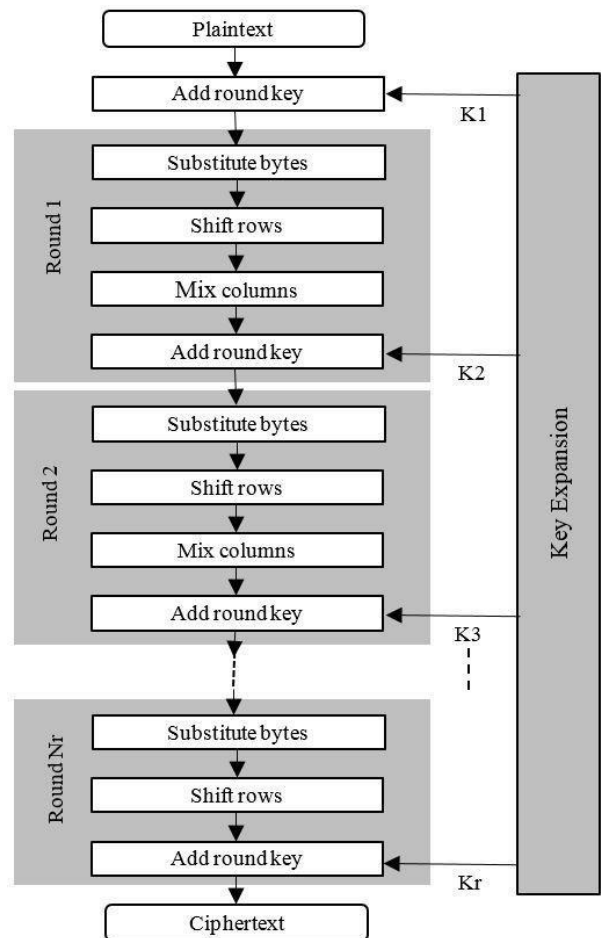 Plaintext
Add round key
K1
Round 1
Substitute bytes
Shift rows
Mix columns
Add round key
K2
Round 2
Substitute bytes
Shift rows
Mix columns
Add round key
K3
Round Nr
Substitute bytes
Shift rows
Add round key
Kr
Ciphertext
Key Expansion